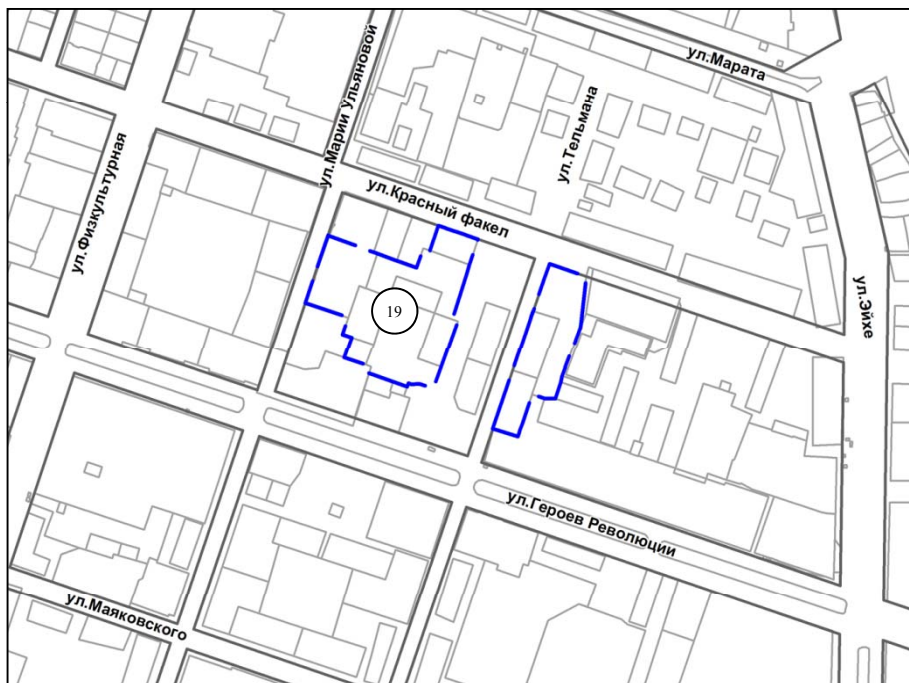 ул.Марата
ул.Марии Ульяновой
ул.Тельмана
ул.Физкультурная
ул.Красный факел
ул.Эйхе
19
ул.Героев Революции
ул.Маяковского